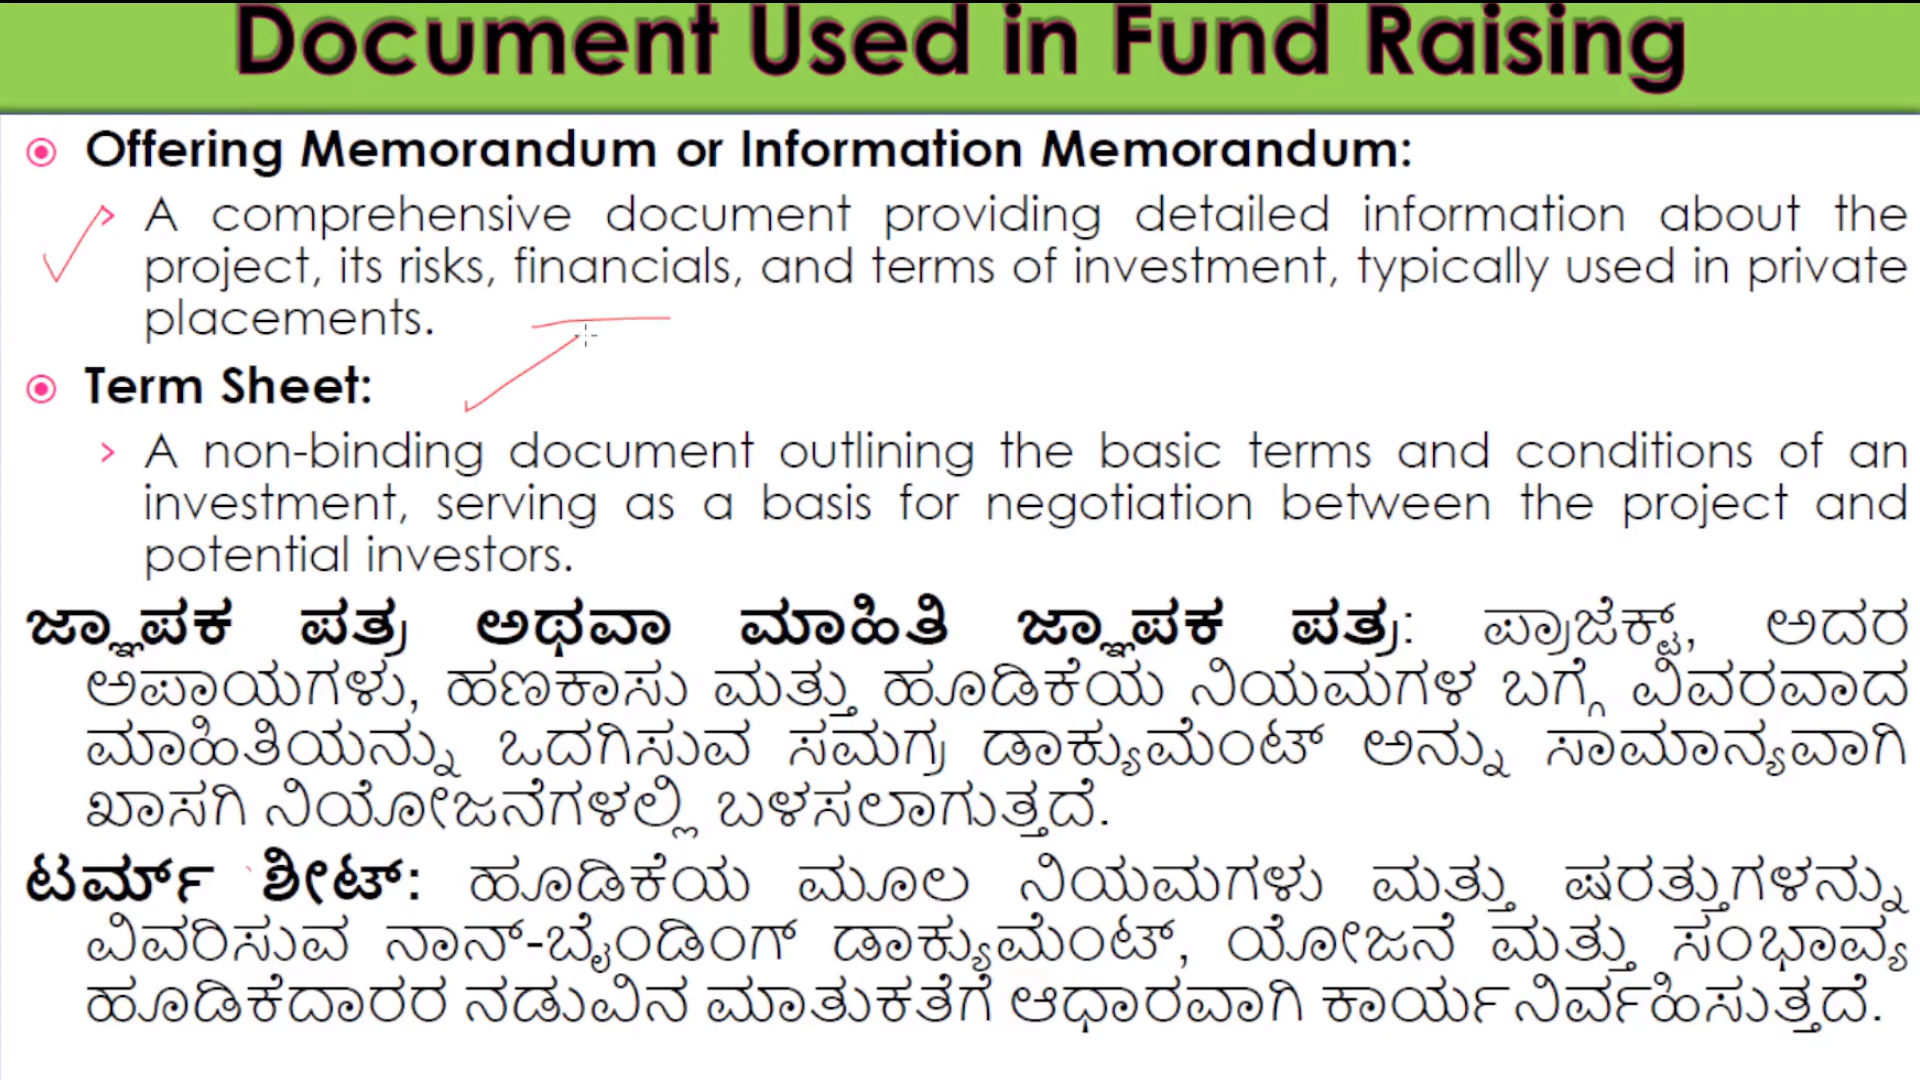 Document Used in Fund Raising
Offering Memorandum or Information Memorandum:
A comprehensive document providing detailed information about the
project, its risks, financials, and terms of investment, typically used in private
placements.
Term Sheet:
A non-binding document outlining the basic terms and conditions of an
investment, serving as a basis for negotiation between the project and
potential investors.
ಜ್ಞಾಪಕ ಪತ್ರ ಅಥವಾ ಮಾಹಿತಿ ಜ್ಞಾಪಕ ಪತ್ರ: ಪ್ರಾಜೆಕ್ಟ್, ಅದರ
ಅಪಾಯಗಳು, ಹಣಕಾಸು ಮತ್ತು ಹೂಡಿಕೆಯ ನಿಯಮಗಳ ಬಗ್ಗೆ ವಿವರವಾದ
ಮಾಹಿತಿಯನ್ನು ಒದಗಿಸುವ ಸಮಗ್ರ ಡಾಕ್ಯುಮೆಂಟ್ ಅನ್ನು ಸಾಮಾನ್ಯವಾಗಿ
ಖಾಸಗಿ ನಿಯೋಜನೆಗಳಲ್ಲಿ ಬಳಸಲಾಗುತ್ತದೆ.
ಟರ್ಮ್ ಶೀಟ್: ಹೂಡಿಕೆಯ ಮೂಲ ನಿಯಮಗಳು ಮತ್ತು ಷರತ್ತುಗಳನ್ನು
ವಿವರಿಸುವ ನಾನ್-ಬೈಂಡಿಂಗ್ ಡಾಕ್ಯುಮೆಂಟ್, ಯೋಜನೆ ಮತ್ತು ಸಂಭಾವ್ಯ
ಹೂಡಿಕೆದಾರರ ನಡುವಿನ ಮಾತುಕತೆಗೆ ಆಧಾರವಾಗಿ ಕಾರ್ಯನಿರ್ವಹಿಸುತ್ತದೆ.